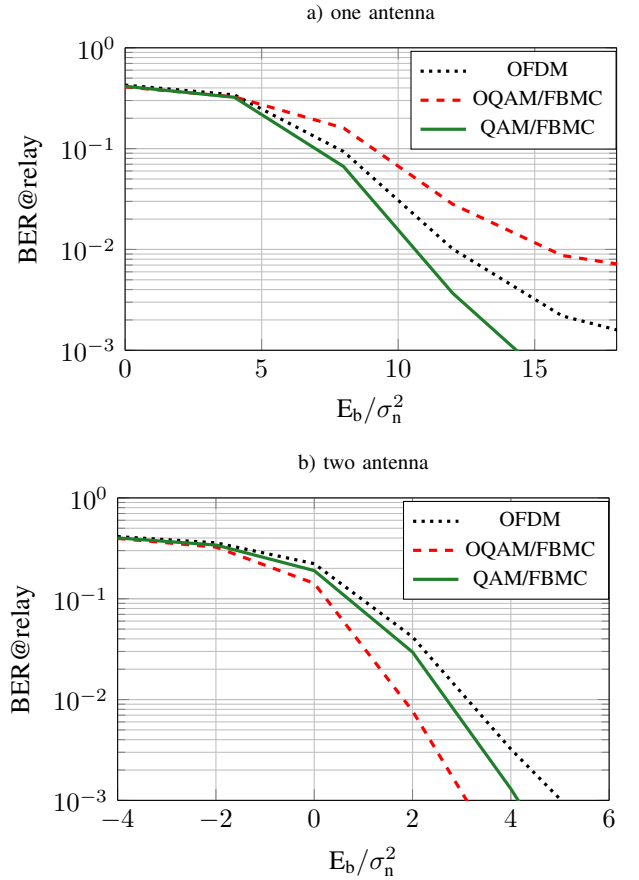 a) one antenna
10^0
10^{-1}
10^{-2}
10^{-3}
BER@relay
OFDM
OQAM/FBMC
QAM/FBMC
0 5 10 15
E_b/σ_n^2
b) two antenna
10^0
10^{-1}
10^{-2}
10^{-3}
BER@relay
OFDM
OQAM/FBMC
QAM/FBMC
−4 −2 0 2 4 6
E_b/σ_n^2